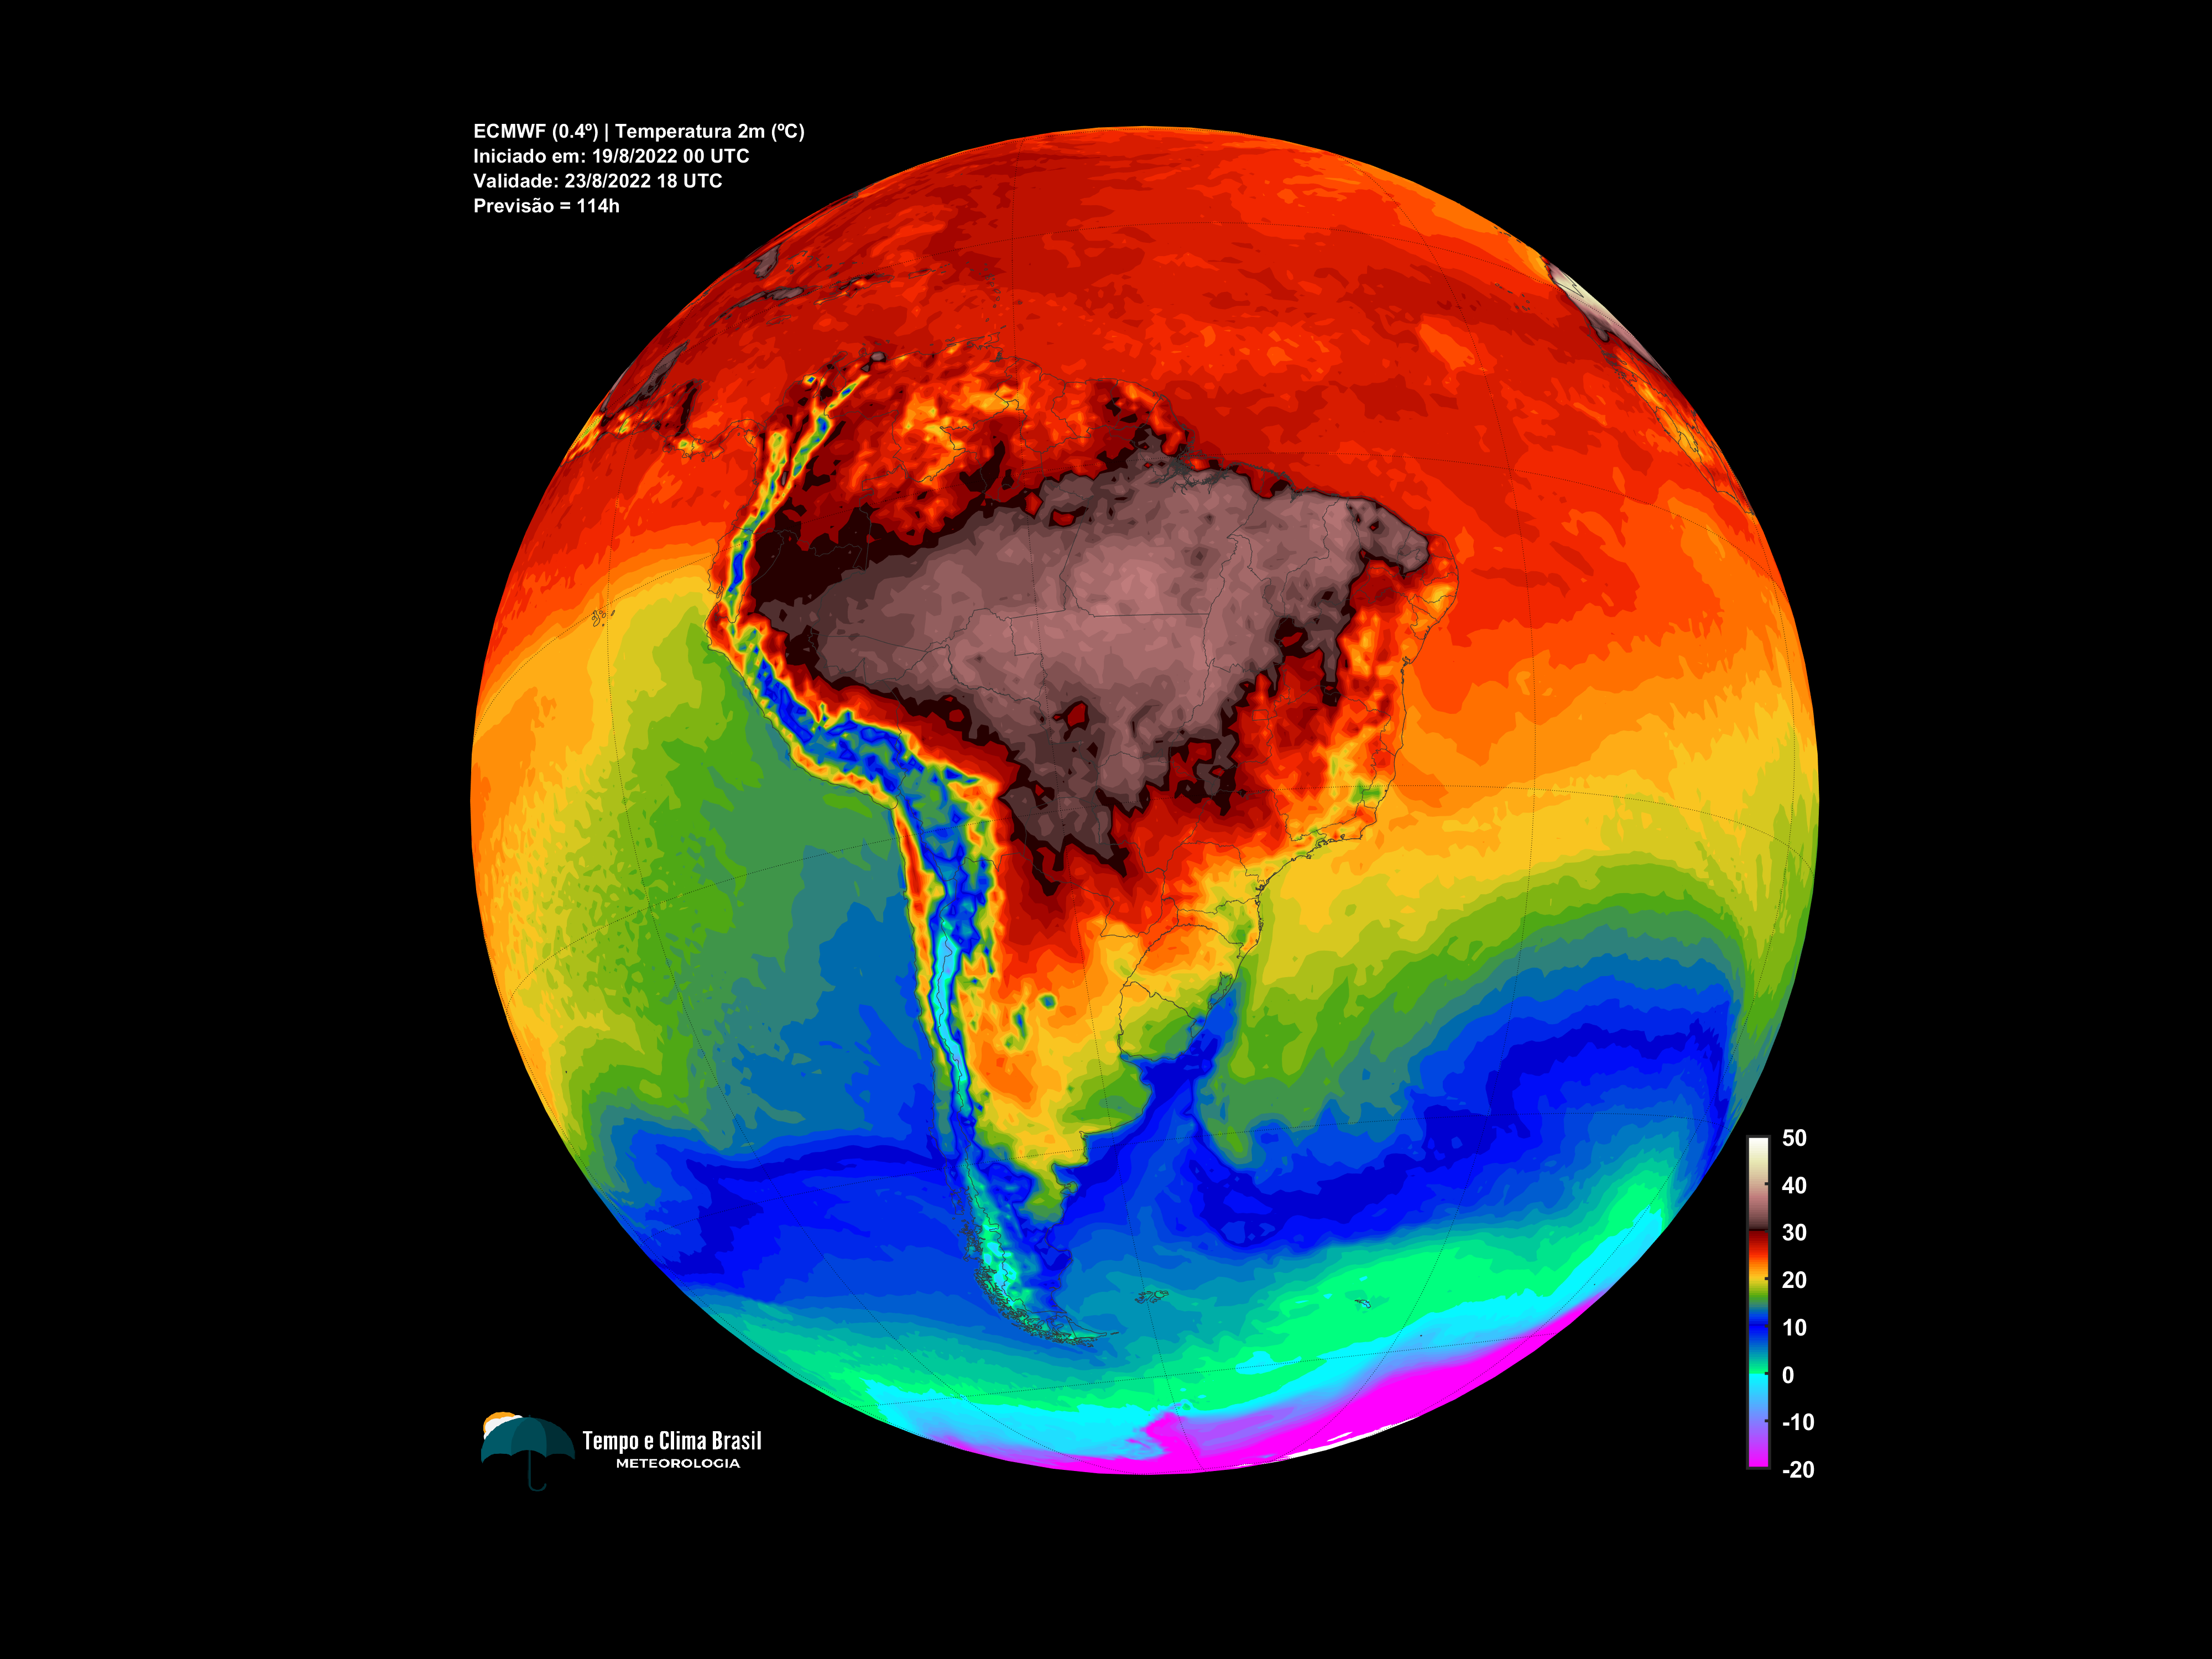 ECMWF (0.4º) | Temperatura 2m (ºC)
Iniciado em: 19/8/2022 00 UTC
Validade: 23/8/2022 18 UTC
Previsão = 114h
50
40
30
20
10
0
-10
-20
Tempo e Clima Brasil
METEOROLOGIA